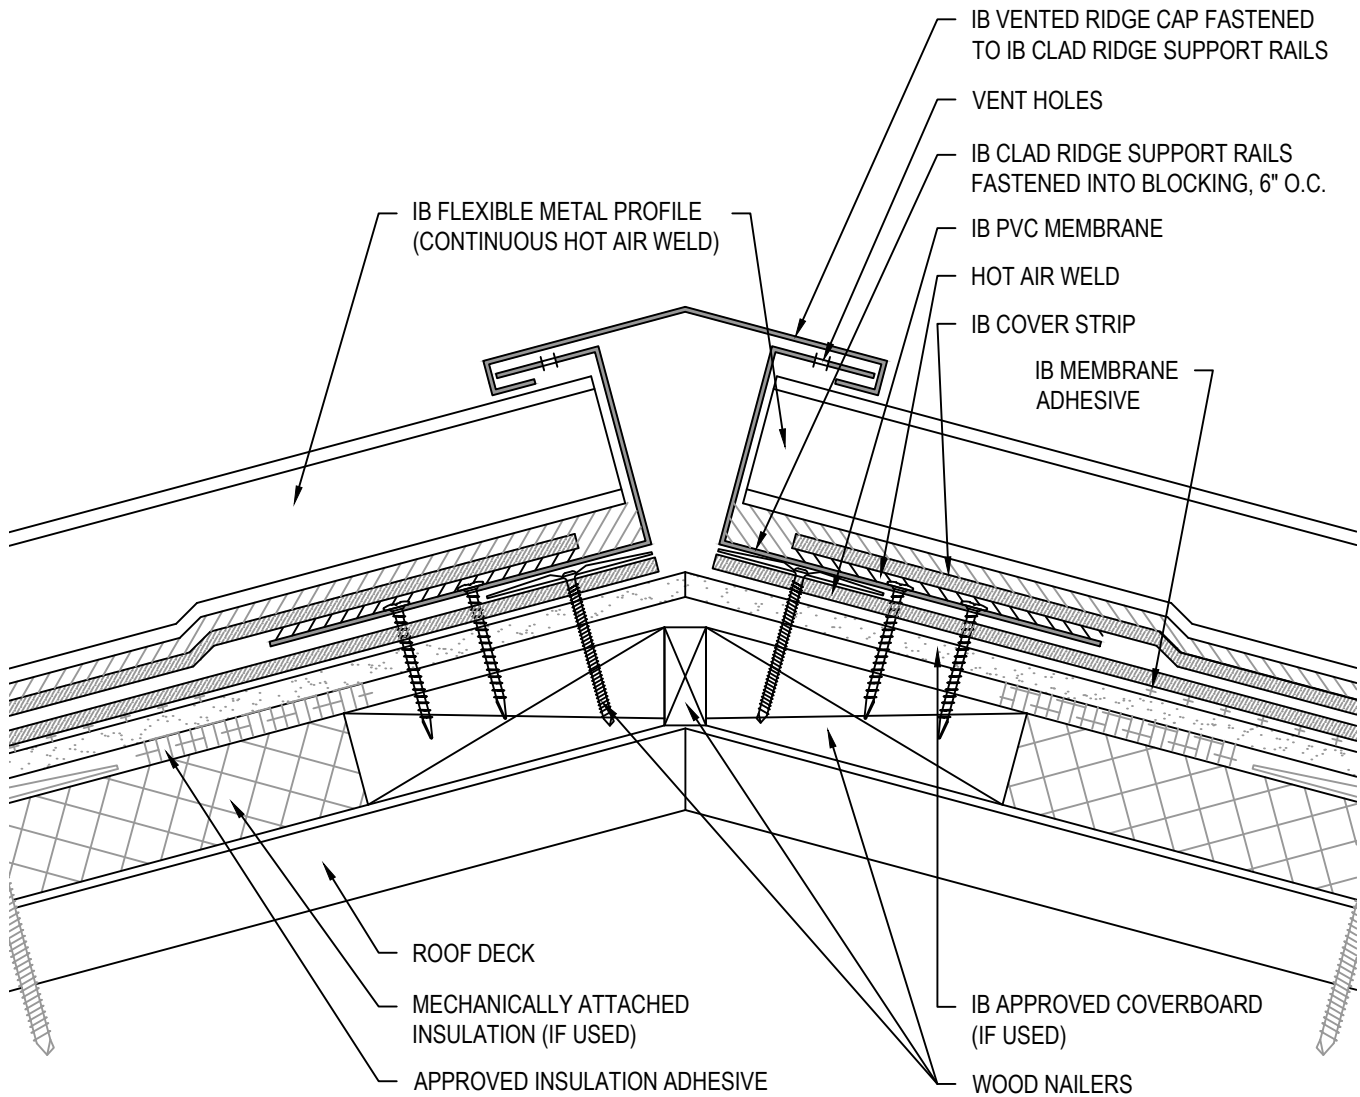 IB VENTED RIDGE CAP FASTENED
TO IB CLAD RIDGE SUPPORT RAILS
VENT HOLES
IB CLAD RIDGE SUPPORT RAILS
FASTENED INTO BLOCKING, 6" O.C.
IB FLEXIBLE METAL PROFILE
(CONTINUOUS HOT AIR WELD)
IB PVC MEMBRANE
HOT AIR WELD
IB COVER STRIP
IB MEMBRANE
ADHESIVE
ROOF DECK
MECHANICALLY ATTACHED
INSULATION (IF USED)
APPROVED INSULATION ADHESIVE
IB APPROVED COVERBOARD
(IF USED)
WOOD NAILERS